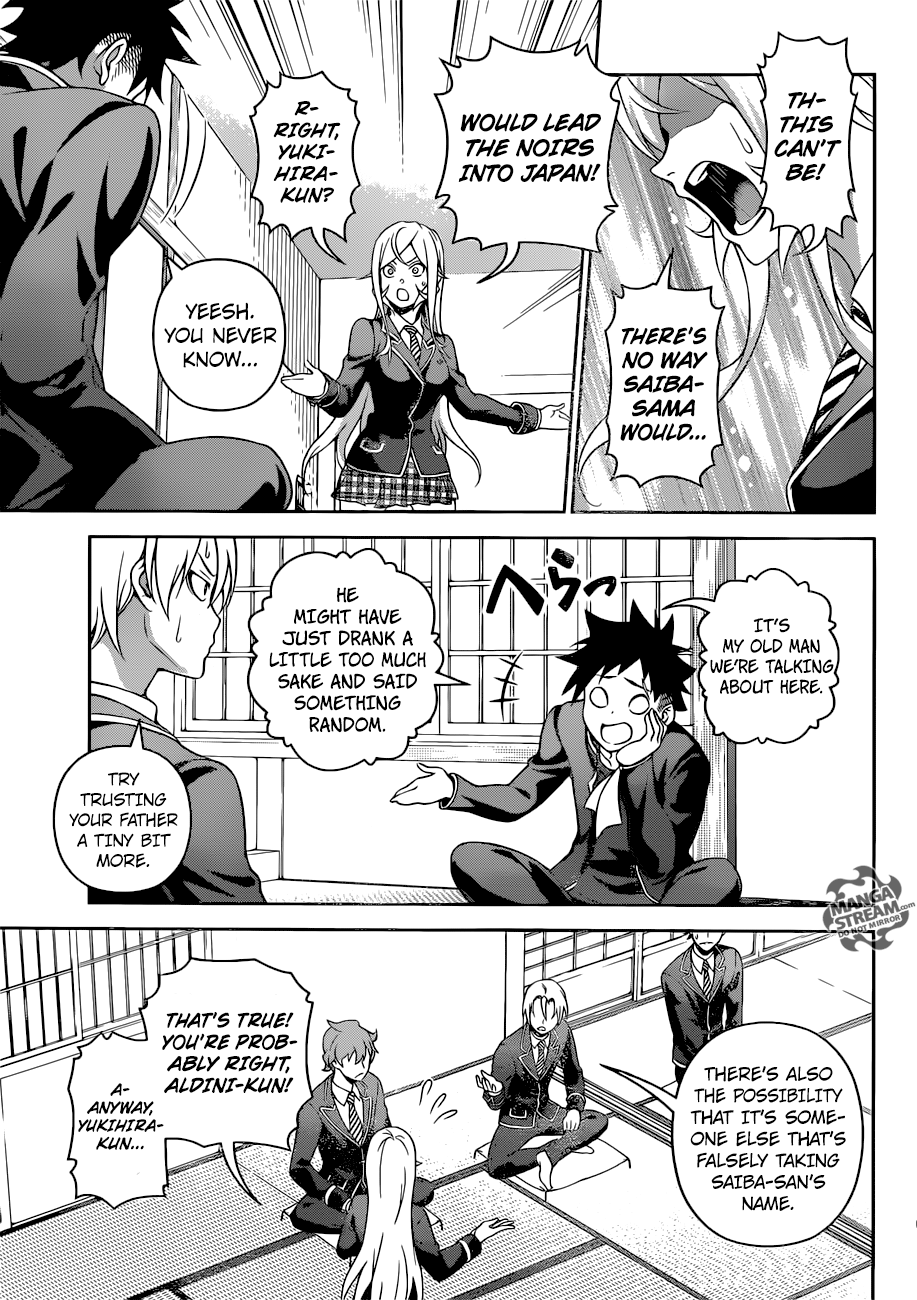 TH-
THIS
CAN'T
BE!
THERE'S
NO WAY
SAIBA-
SAMA
WOULD...
WOULD LEAD
THE NOIRS
INTO JAPAN!
R-
RIGHT,
YUKI-
HIRA-
KUN?
YEESH.
YOU NEVER
KNOW...
IT'S
MY OLD MAN
WE'RE TALKING
ABOUT HERE.
へらっ
HE
MIGHT HAVE
JUST DRANK A
LITTLE TOO MUCH
SAKE AND SAID
SOMETHING
RANDOM.
TRY
TRUSTING
YOUR FATHER
A TINY BIT
MORE.
MANGA
STREAM.com
DO NOT MIRROR
THERE'S ALSO
THE POSSIBILITY
THAT IT'S SOME-
ONE ELSE THAT'S
FALSELY TAKING
SAIBA-SAN'S
NAME.
THAT'S TRUE!
YOU'RE PROB-
ABLY RIGHT,
ALDINI-KUN!
A-
ANYWAY,
YUKIHIRA-
KUN...